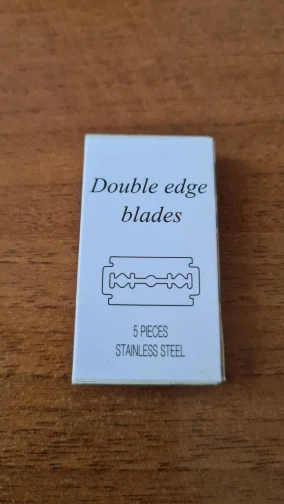 Double edge
blades
5 PIECES
STAINLESS STEEL